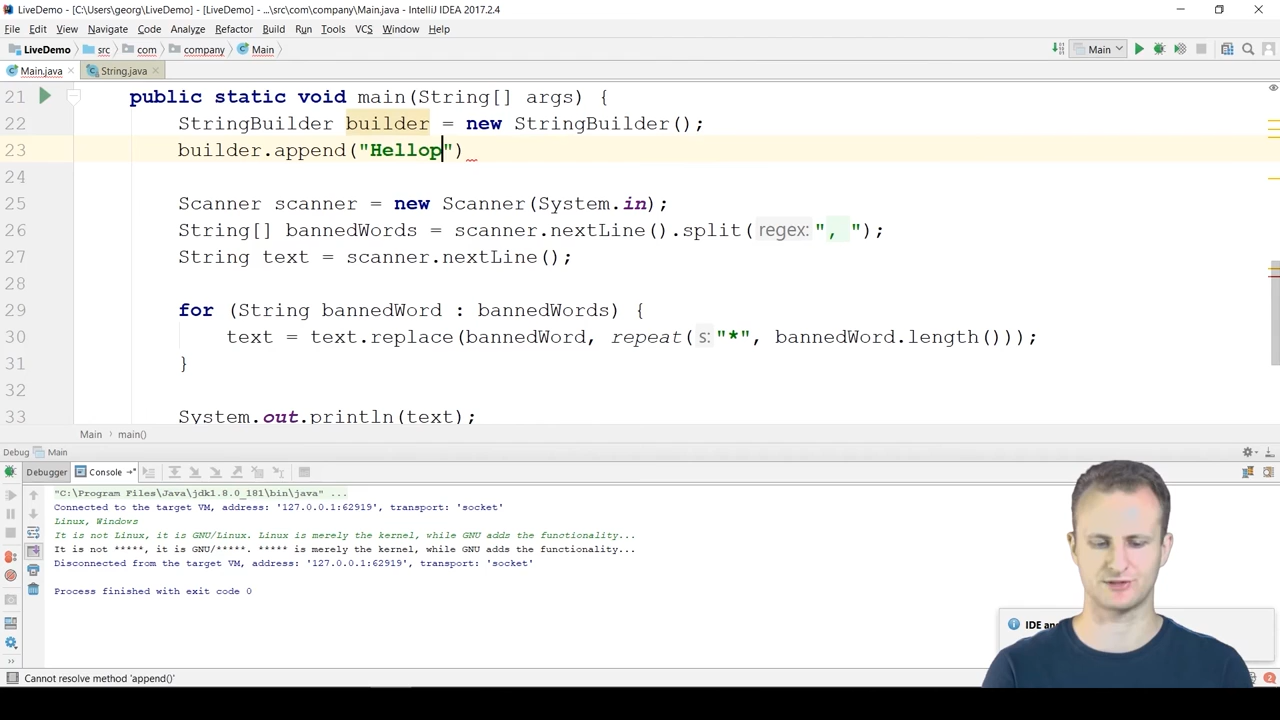 LiveDemo - [C:\Users\georg\LiveDemo] - [LiveDemo] - ...\src\com\company\Main.java - IntelliJ IDEA 2017.2.4
File Edit View Navigate Code Analyze Refactor Build Run Tools VCS Window Help
LiveDemo src com company Main Main
Main.java String.java
21 public static void main(String[] args) {
22 StringBuilder builder = new StringBuilder();
23 builder.append("Hellop")
24
25 Scanner scanner = new Scanner(System.in);
26 String[] bannedWords = scanner.nextLine().split( regex: ", ");
27 String text = scanner.nextLine();
28
29 for (String bannedWord : bannedWords) {
30 text = text.replace(bannedWord, repeat( s: "*", bannedWord.length()));
31 }
32
33 System.out.println(text);
Main main()
Debug Main
Debugger Console
"C:\Program Files\Java\jdk1.8.0_181\bin\java" ...
Connected to the target VM, address: '127.0.0.1:62919', transport: 'socket'
Linux, Windows
It is not Linux, it is GNU/Linux. Linux is merely the kernel, while GNU adds the functionality...
It is not *****, it is GNU/*****. ***** is merely the kernel, while GNU adds the functionality...
Disconnected from the target VM, address: '127.0.0.1:62919', transport: 'socket'
Process finished with exit code 0
IDE
Cannot resolve method 'append()'
2